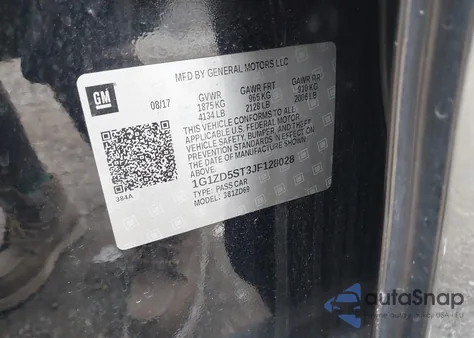 MFD BY GENERAL MOTORS LLC
GM
08/17
GVWR GAWR FRT GAWR RR
1875 KG 965 KG 910 KG
4134 LB 2128 LB 2006 LB
THIS VEHICLE CONFORMS TO ALL
APPLICABLE U.S. FEDERAL MOTOR
VEHICLE SAFETY, BUMPER, AND THEFT
PREVENTION STANDARDS IN EFFECT ON
THE DATE OF MANUFACTURE SHOWN
ABOVE.
1G1ZD5ST3JF128028
TYPE: PASS CAR
MODEL: 381ZD69
384A
autoSnap